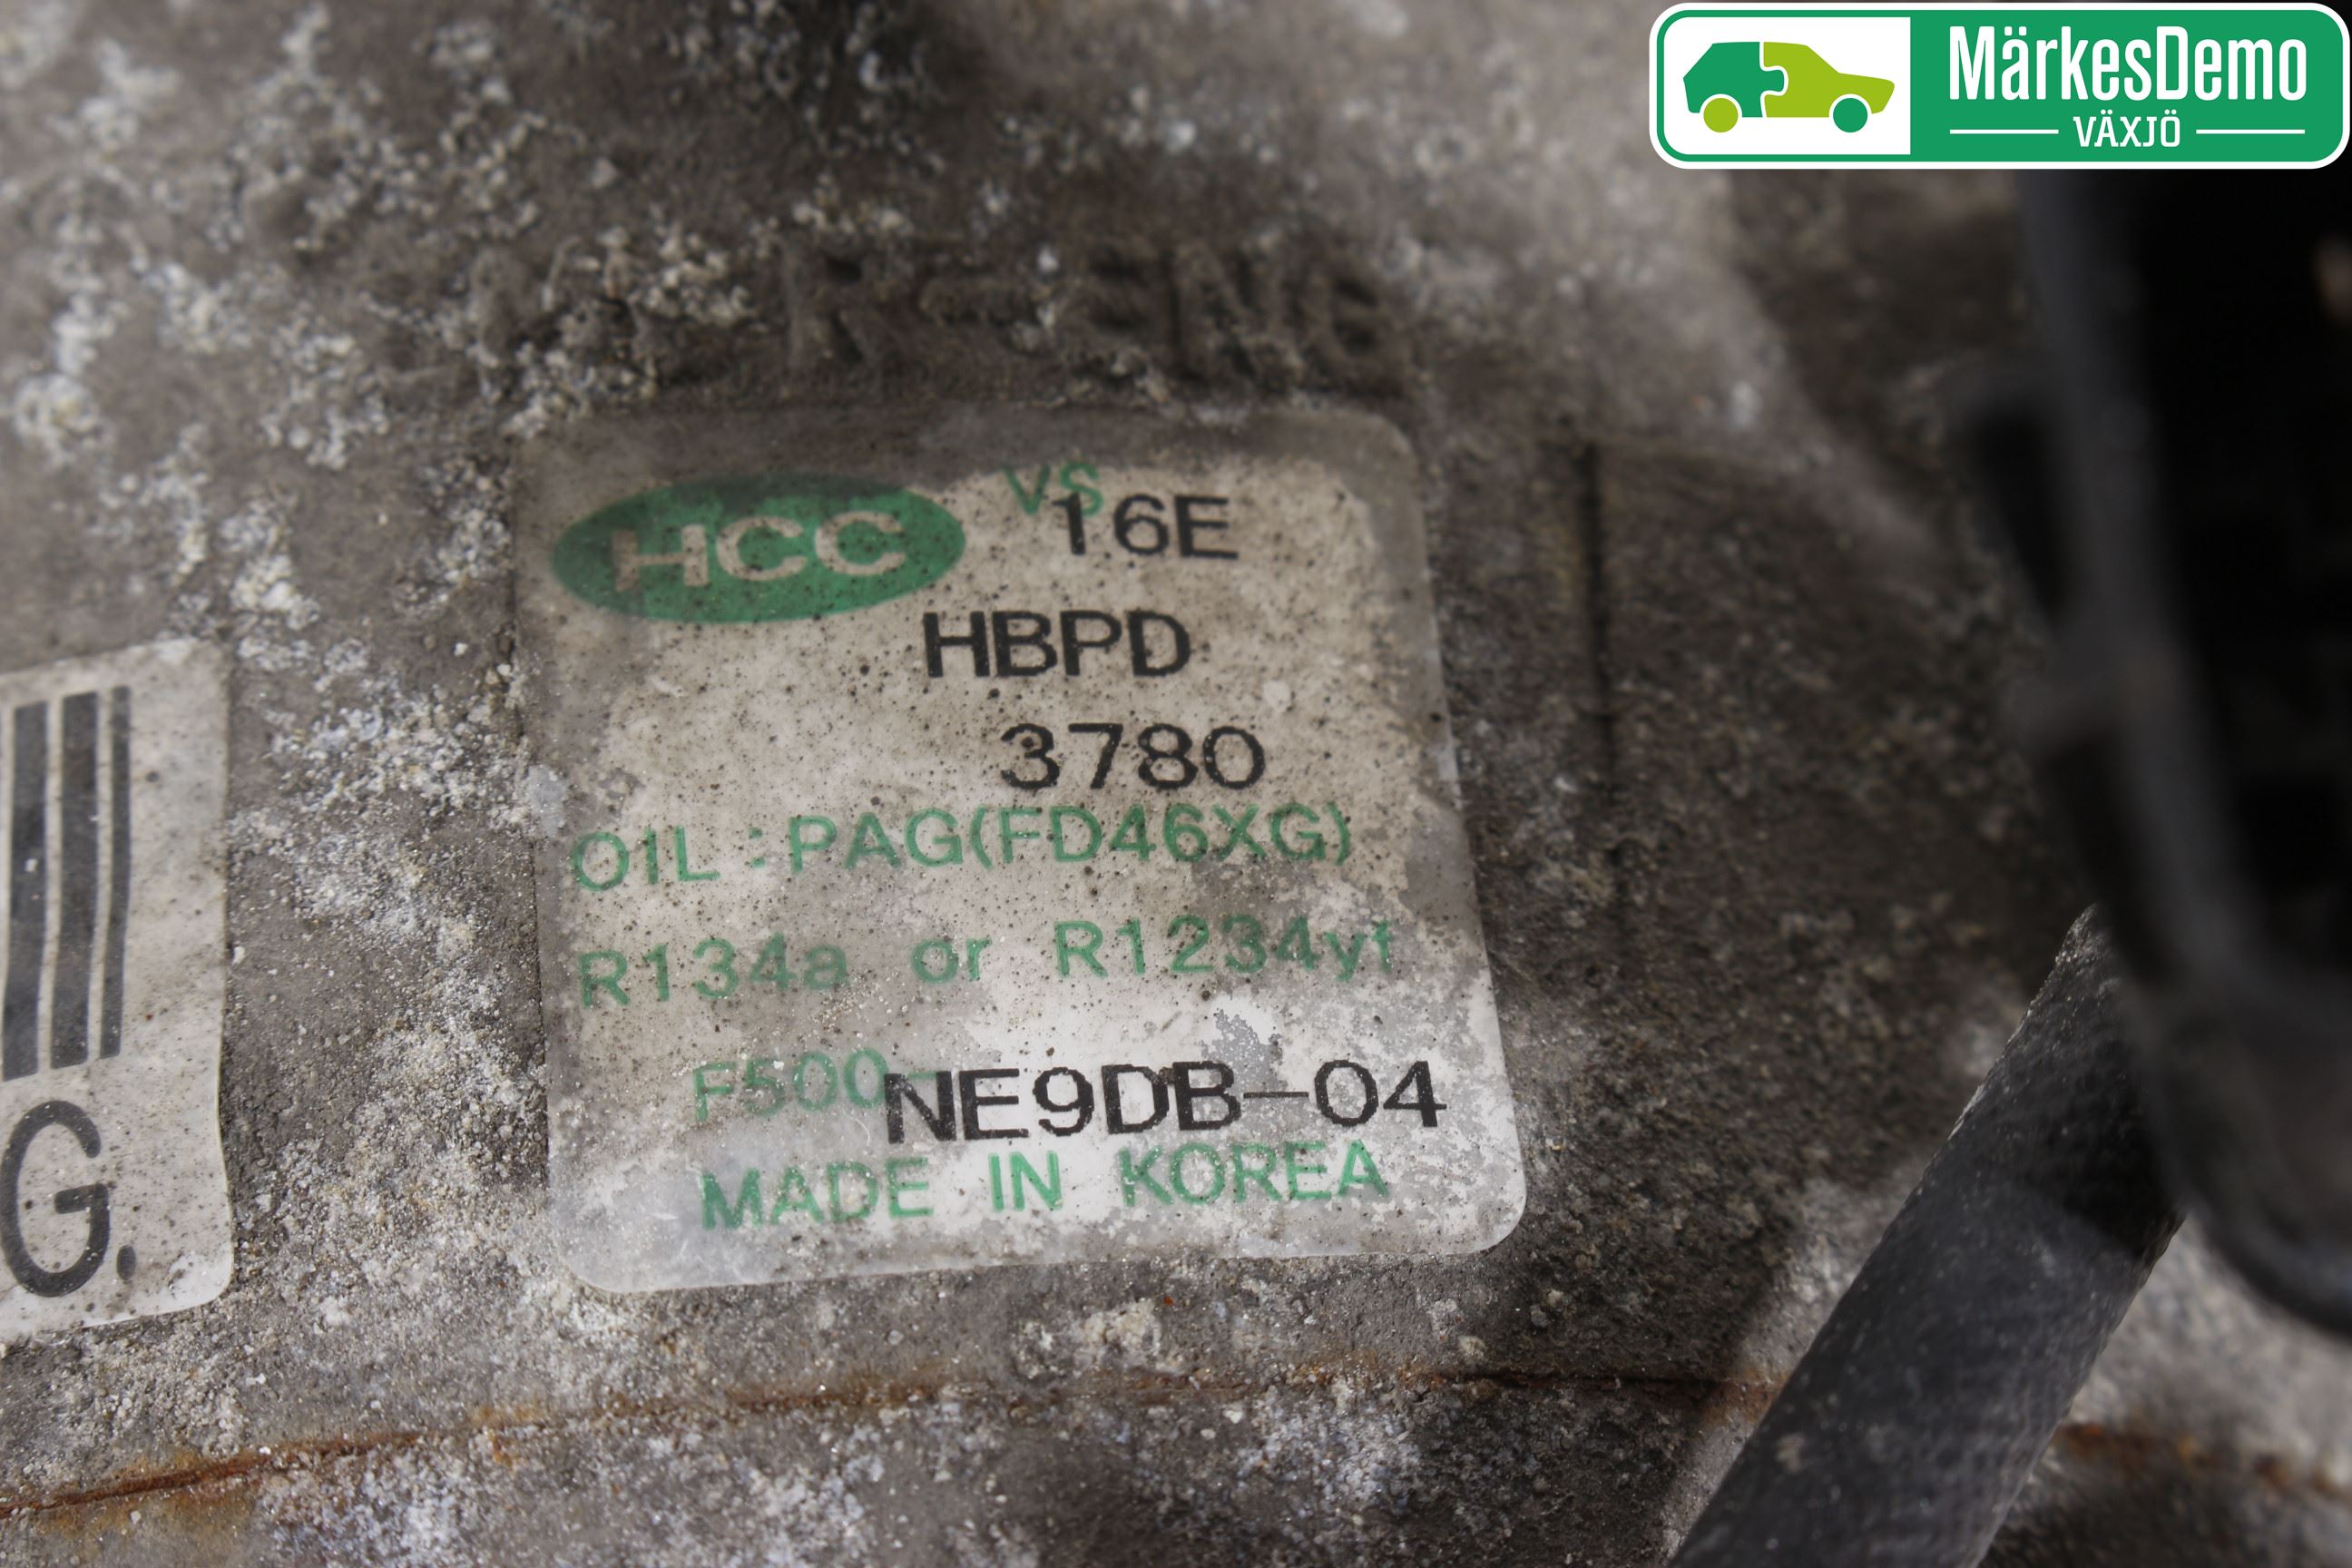 MärkesDemo
VÄXJÖ
R-ENG
HCC VS 16E
HBPD
3780
OIL : PAG(FD46XG)
R134a or R1234yf
F500-NE9DB-04
MADE IN KOREA
G.